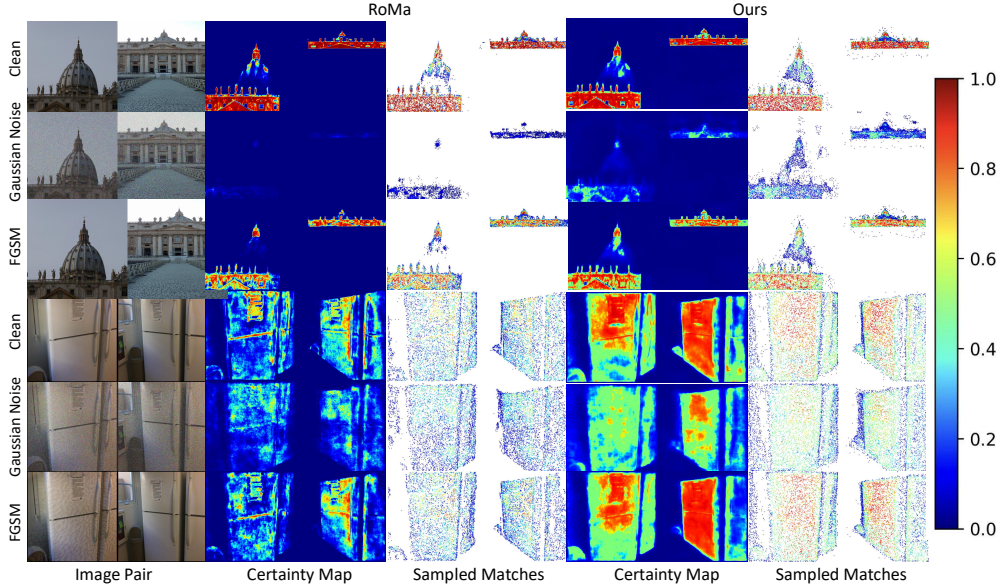 RoMa Ours
Clean
Gaussian Noise
FGSM
Clean
Gaussian Noise
FGSM
1.0
0.8
0.6
0.4
0.2
0.0
Image Pair Certainty Map Sampled Matches Certainty Map Sampled Matches